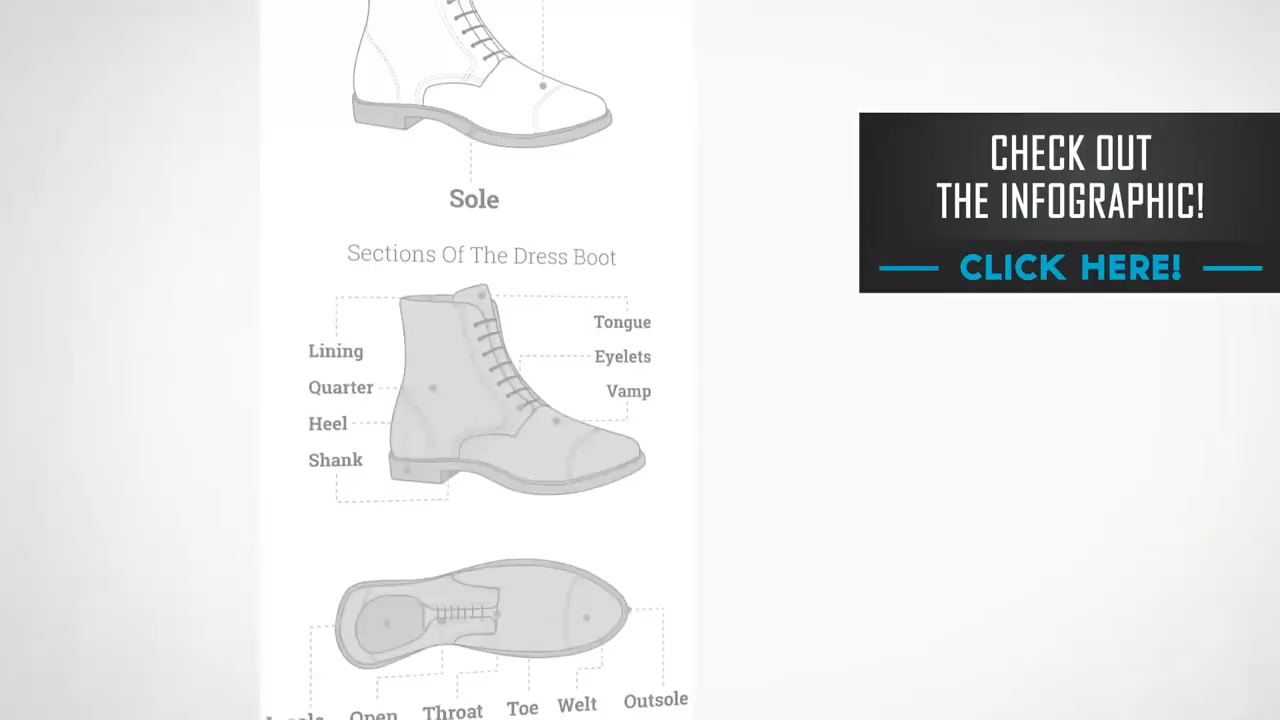 Sole
Sections Of The Dress Boot
Tongue
Lining
Eyelets
Quarter
Vamp
Heel
Shank
Outsole
Open
Throat
Toe
Welt
CHECK OUT
THE INFOGRAPHIC!
CLICK HERE!